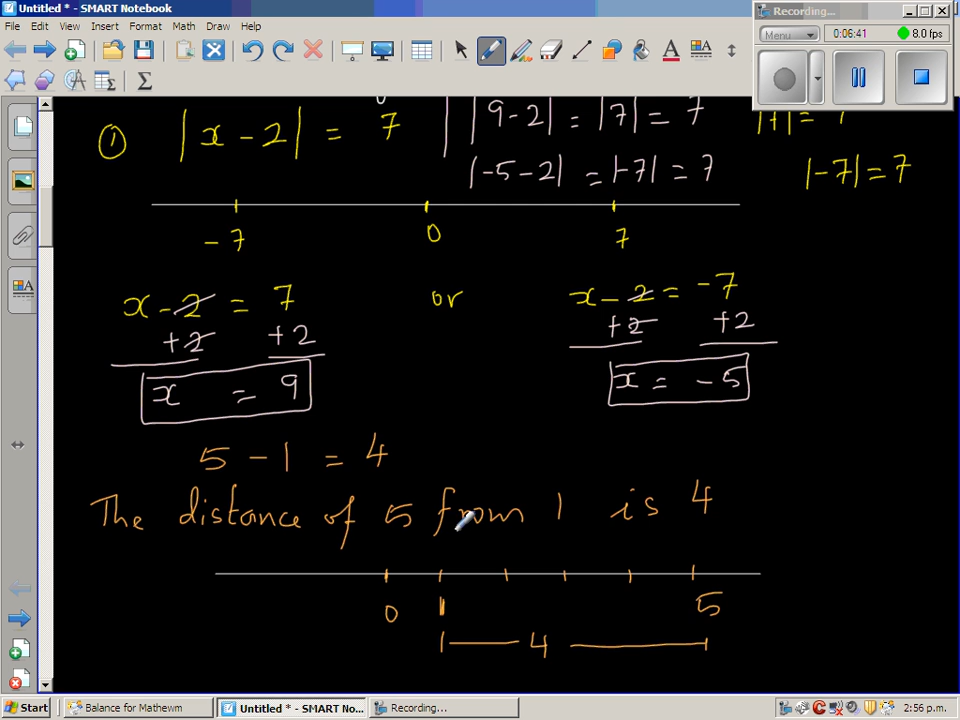 Untitled * - SMART Notebook
File Edit View Insert Format Math Draw Help
Recording...
Menu 0:06:41 8.0 fps
① |x - 2| = 7 |9-2| = |7| = 7
|-5-2| = |-7| = 7 |-7| = 7
-7 0 7
x - 2 = 7 or x - 2 = -7
+2 +2 +2 +2
x = 9 x = -5
5 - 1 = 4
The distance of 5 from 1 is 4
0 1 5
4
Start Balance for Mathewm Untitled * - SMART No... Recording... 2:56 p.m.